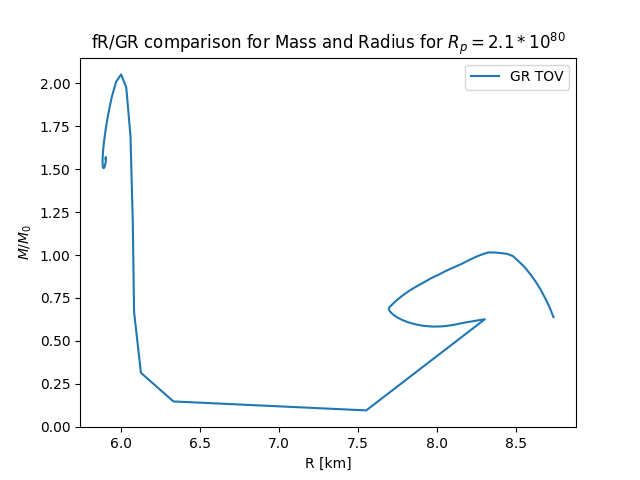 fR/GR comparison for Mass and Radius for $R_p = 2.1 * 10^{80}$
GR TOV
2.00
1.75
1.50
1.25
1.00
0.75
0.50
0.25
0.00
M/M₀
6.0 6.5 7.0 7.5 8.0 8.5
R [km]